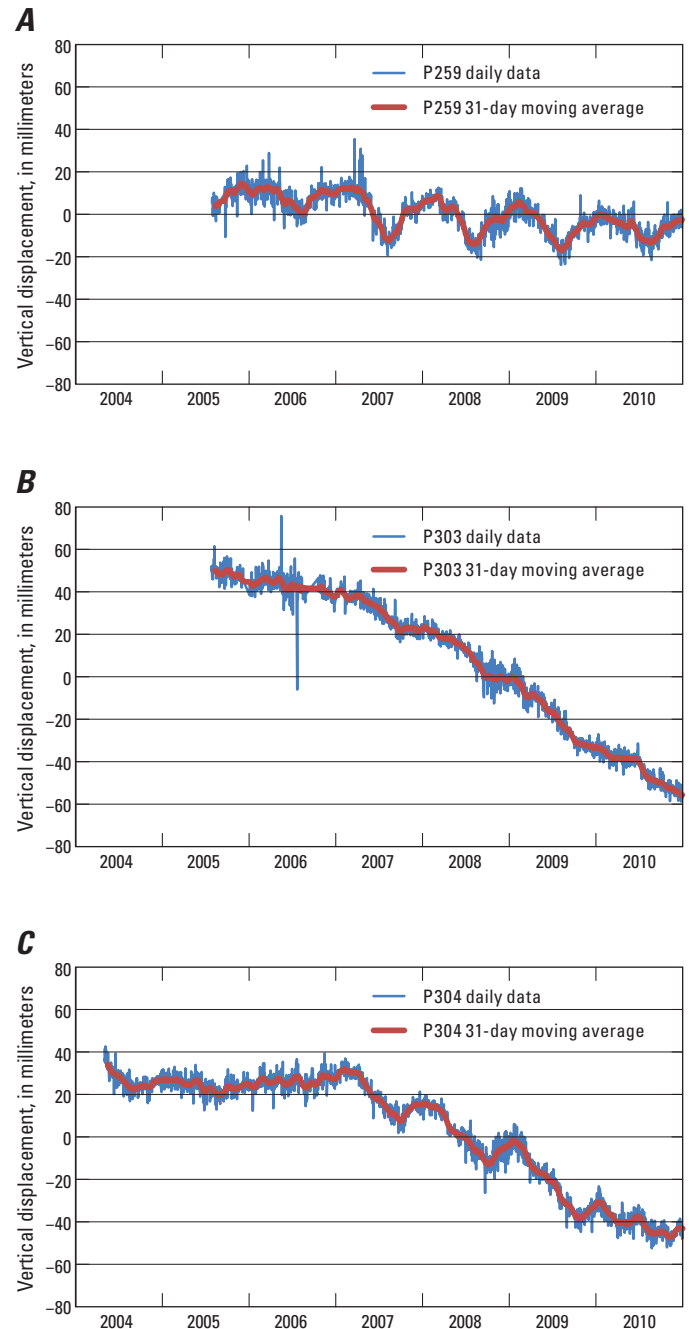 A
Vertical displacement, in millimeters
80
60
40
20
0
–20
–40
–60
–80
P259 daily data
P259 31-day moving average
2004 2005 2006 2007 2008 2009 2010
B
Vertical displacement, in millimeters
80
60
40
20
0
–20
–40
–60
–80
P303 daily data
P303 31-day moving average
2004 2005 2006 2007 2008 2009 2010
C
Vertical displacement, in millimeters
80
60
40
20
0
–20
–40
–60
–80
P304 daily data
P304 31-day moving average
2004 2005 2006 2007 2008 2009 2010